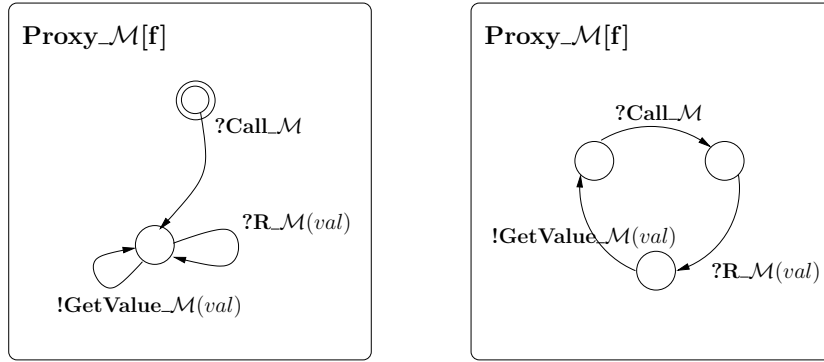 Proxy_ℳ[f]
?Call_ℳ
?R_ℳ(val)
!GetValue_ℳ(val)
Proxy_ℳ[f]
?Call_ℳ
!GetValue_ℳ(val)
?R_ℳ(val)